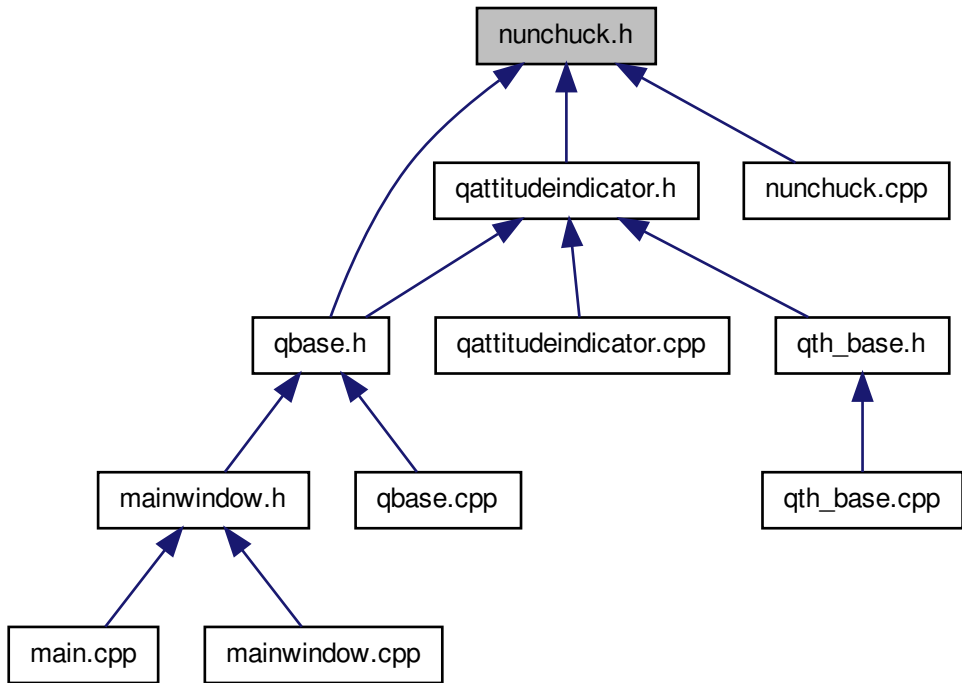 nunchuck.h
qattitudeindicator.h
nunchuck.cpp
qbase.h
qattitudeindicator.cpp
qth_base.h
mainwindow.h
qbase.cpp
qth_base.cpp
main.cpp
mainwindow.cpp